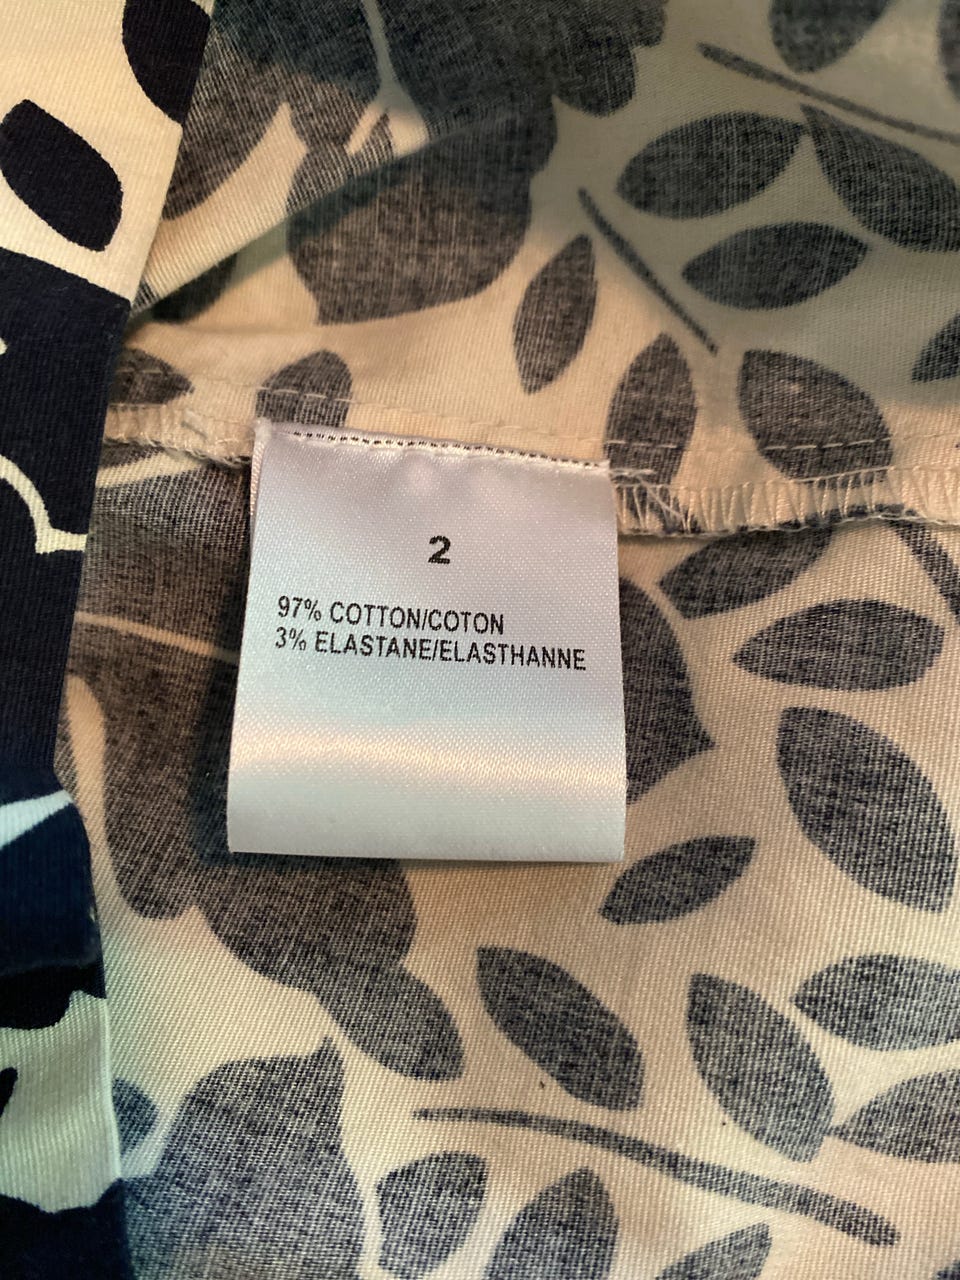 2
97% COTTON/COTON
3% ELASTANE/ELASTHANNE